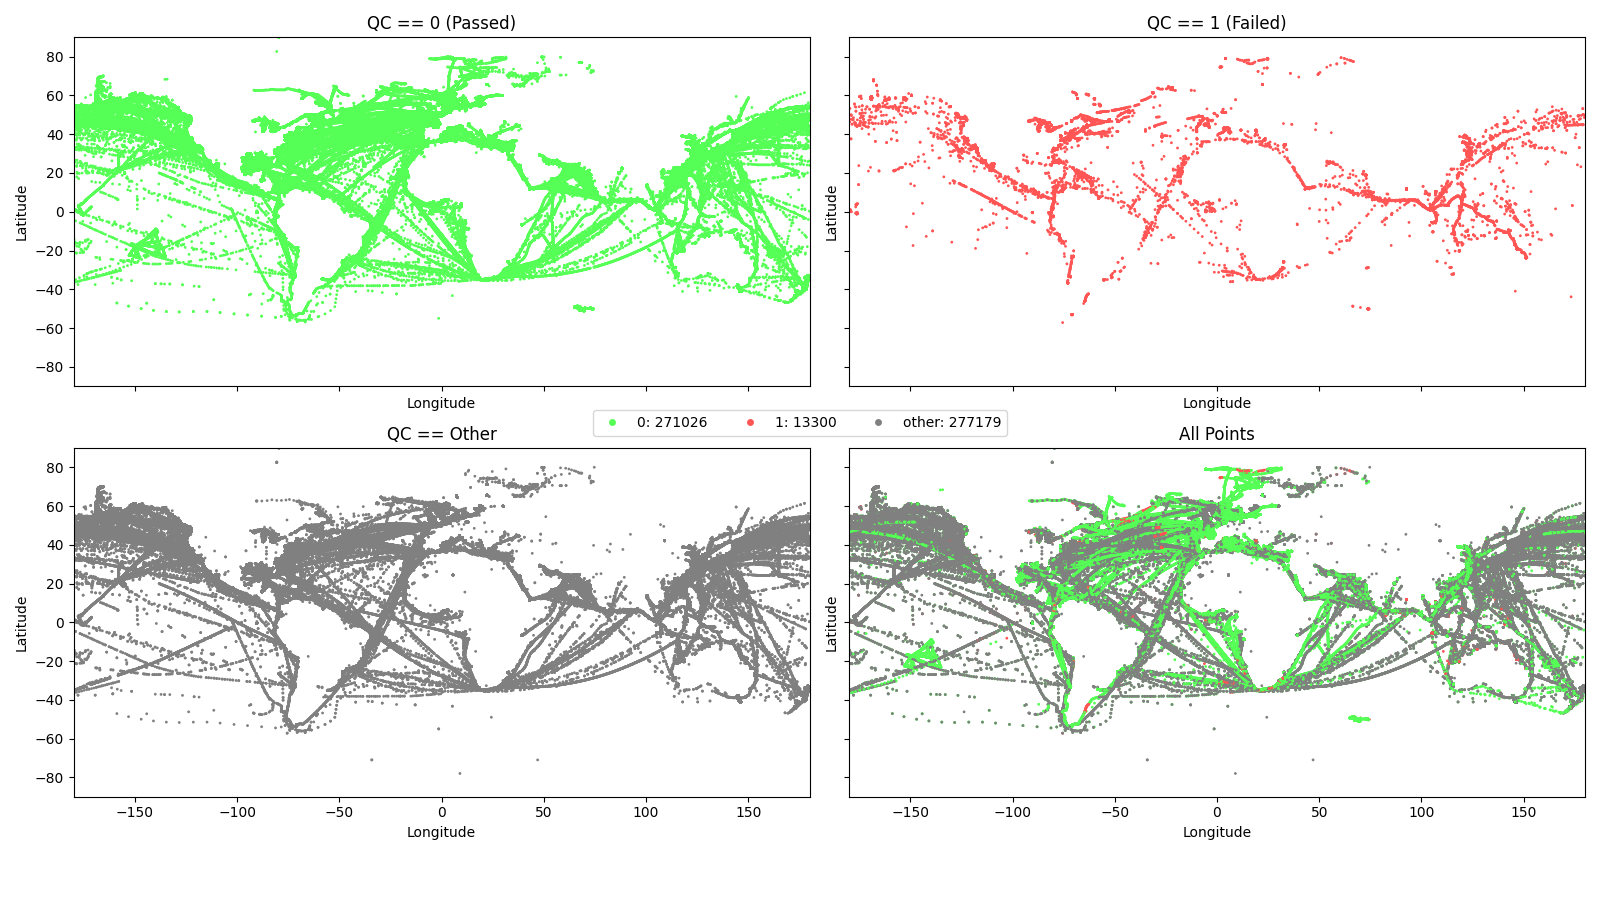 QC == 0 (Passed)
QC == 1 (Failed)
80
60
40
20
0
−20
−40
−60
−80
Latitude
Latitude
Longitude
Longitude
0: 271026
1: 13300
other: 277179
QC == Other
All Points
80
60
40
20
0
−20
−40
−60
−80
Latitude
Latitude
−150
−100
−50
0
50
100
150
−150
−100
−50
0
50
100
150
Longitude
Longitude